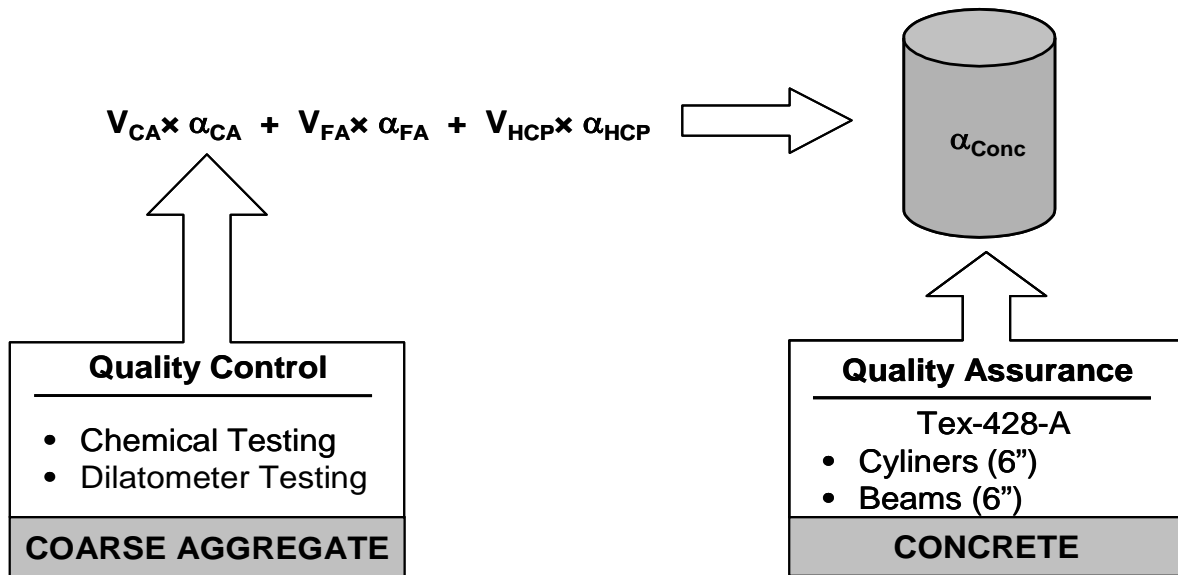 V_CA× α_CA + V_FA× α_FA + V_HCP× α_HCP
α_Conc
Quality Control
• Chemical Testing
• Dilatometer Testing
COARSE AGGREGATE
Quality Assurance
Tex-428-A
• Cyliners (6”)
• Beams (6”)
CONCRETE